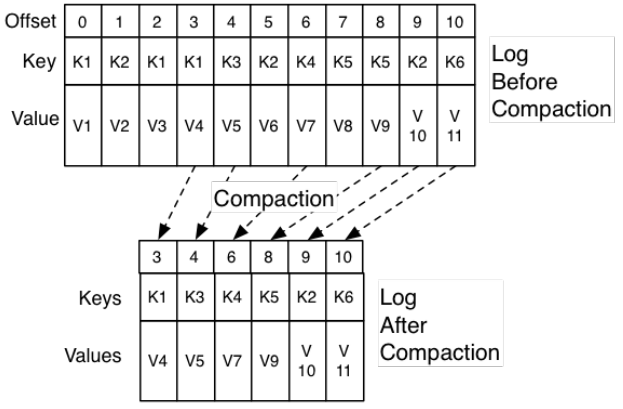 Offset 0 1 2 3 4 5 6 7 8 9 10
Key K1 K2 K1 K1 K3 K2 K4 K5 K5 K2 K6
Value V1 V2 V3 V4 V5 V6 V7 V8 V9 V 10 V 11
Log
Before
Compaction
Compaction
3 4 6 8 9 10
Keys K1 K3 K4 K5 K2 K6
Values V4 V5 V7 V9 V 10 V 11
Log
After
Compaction